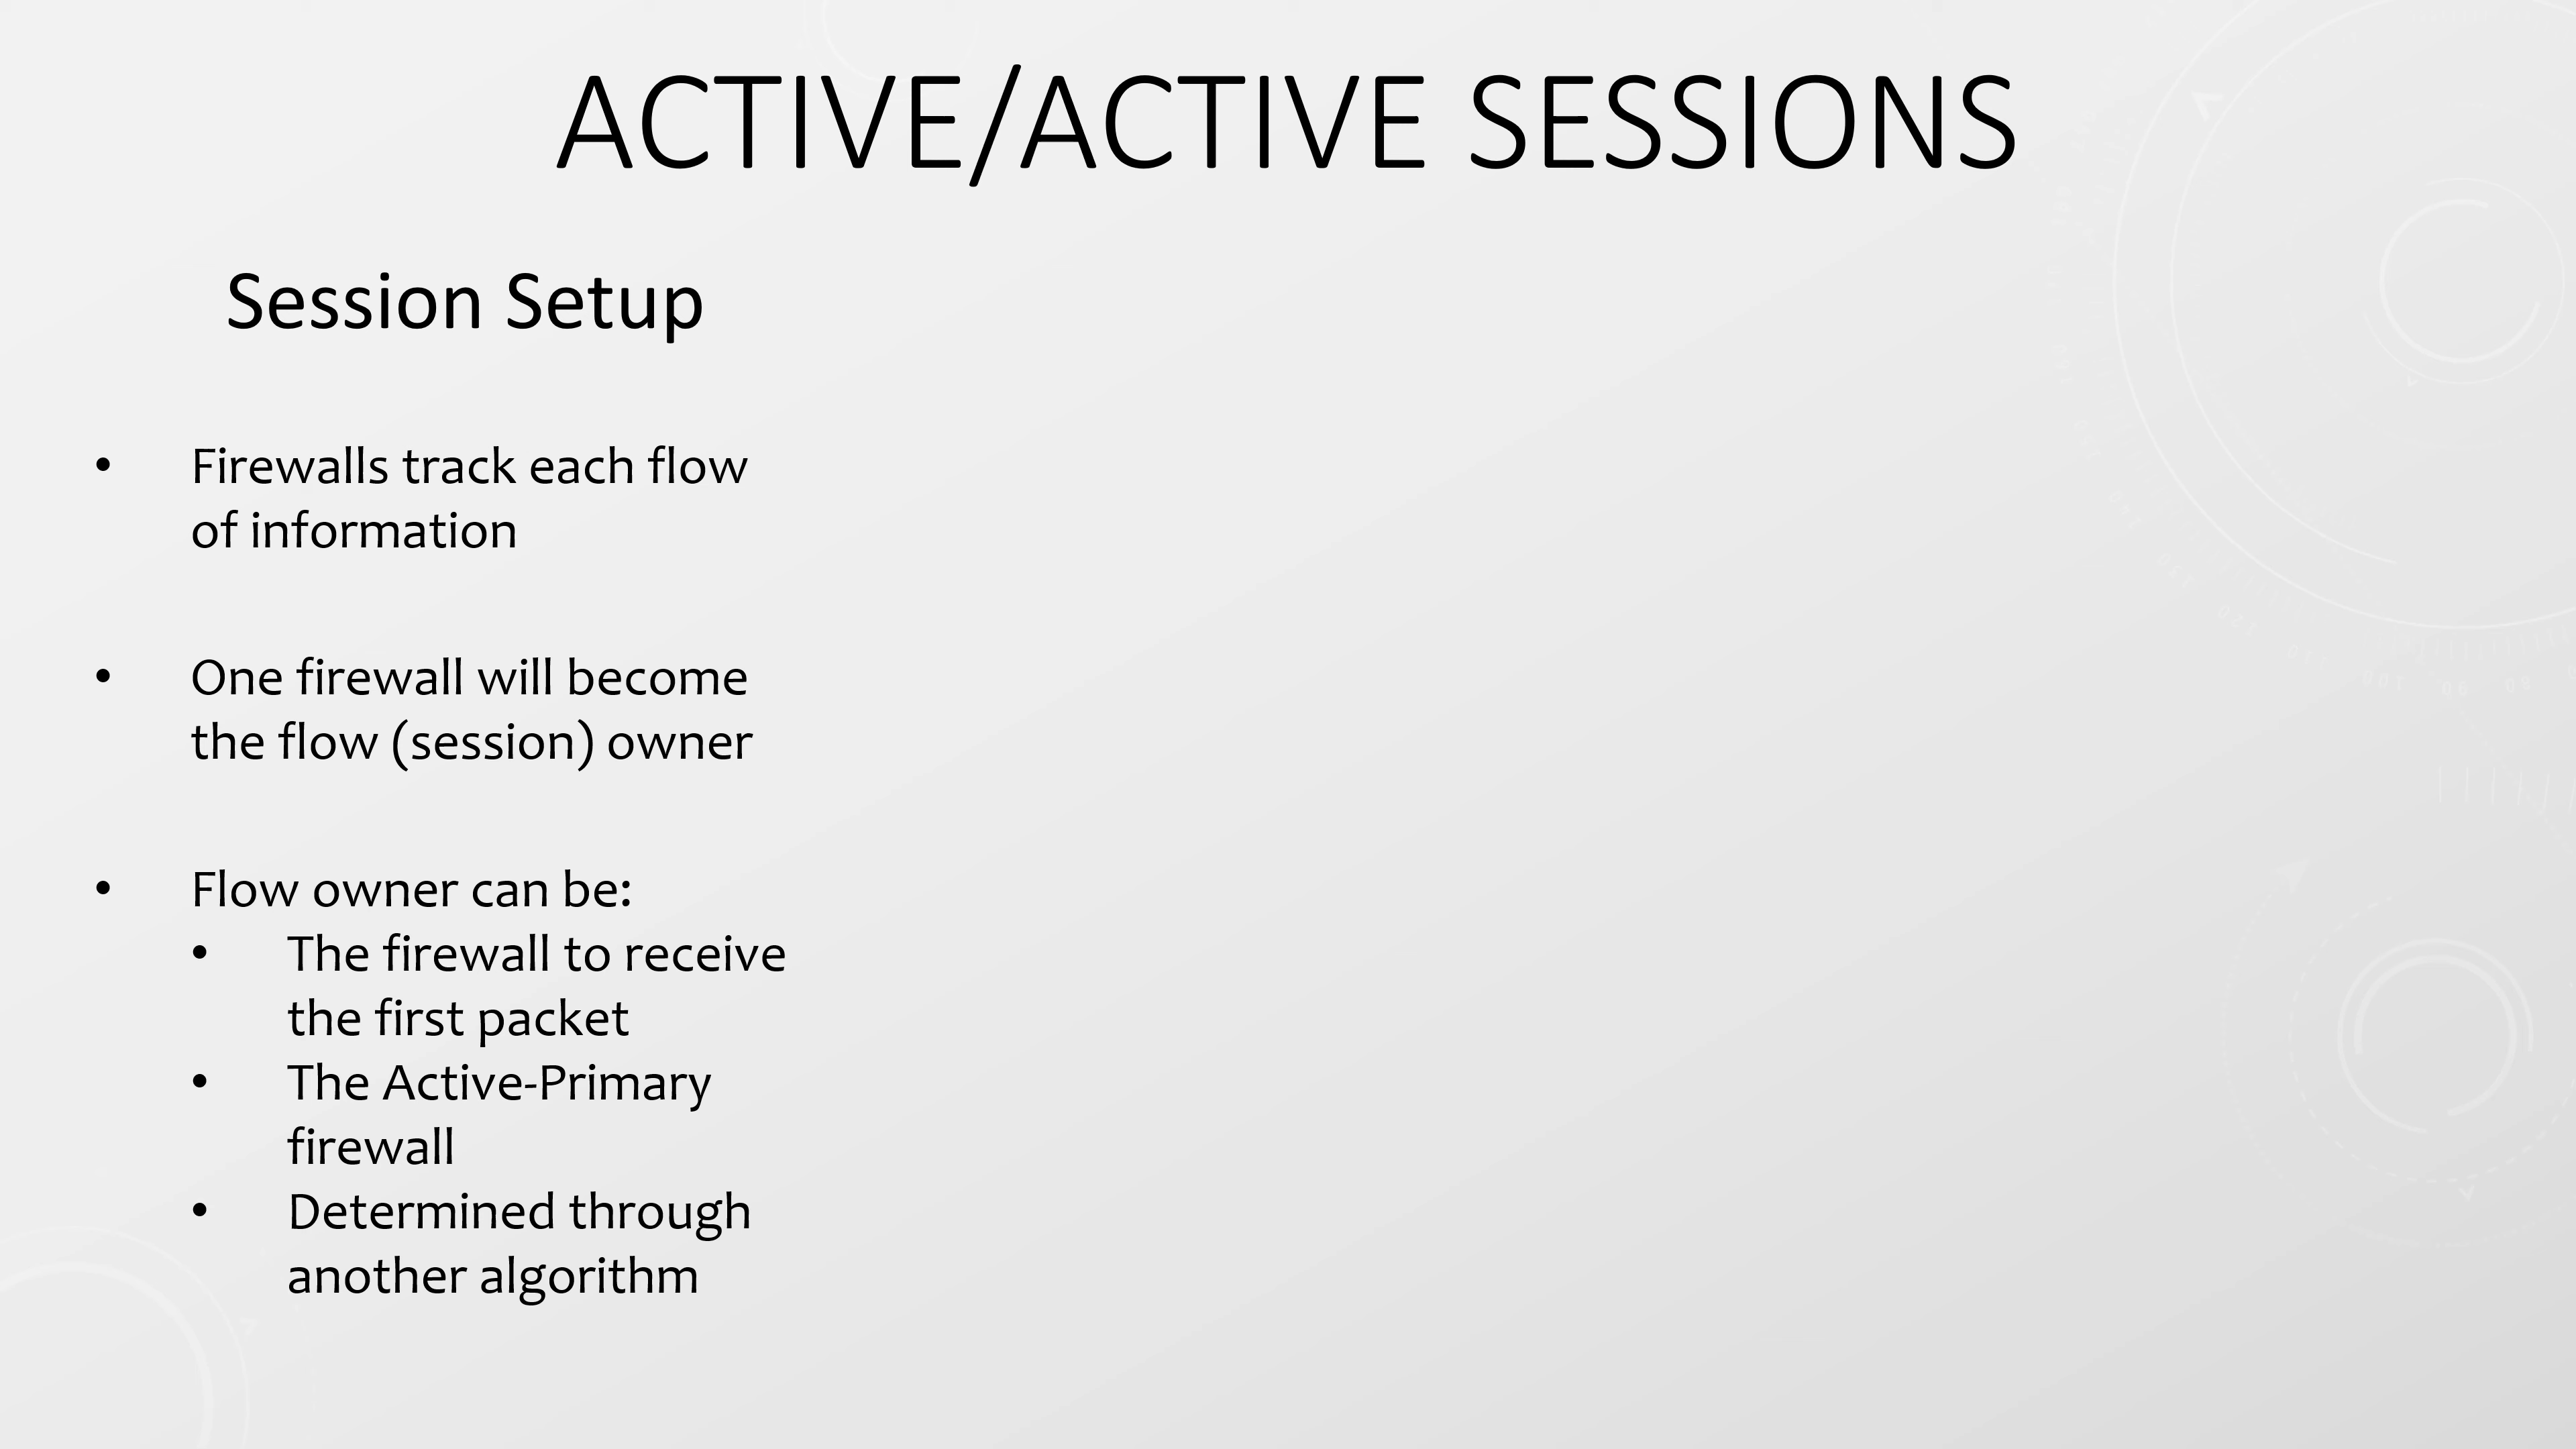 ACTIVE/ACTIVE SESSIONS
Session Setup
• Firewalls track each flow
of information
• One firewall will become
the flow (session) owner
• Flow owner can be:
• The firewall to receive
the first packet
• The Active-Primary
firewall
• Determined through
another algorithm